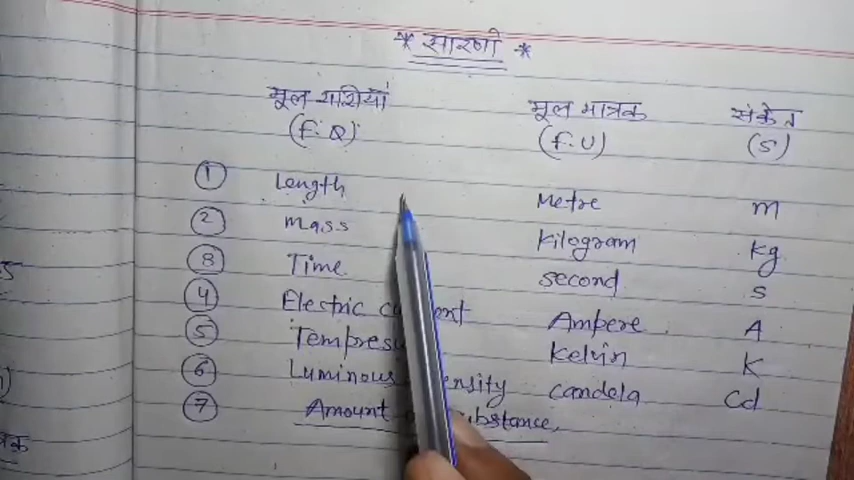 * सारणी *
मूल राशियां मूल मात्रक संकेत
(f. Q) (f. U) (S)
1 Length Metre m
2 Mass Kilogram Kg
3 Time Second S
4 Electric Ampere A
5 Kelvin K
6 Luminous candela Cd
7 Amount